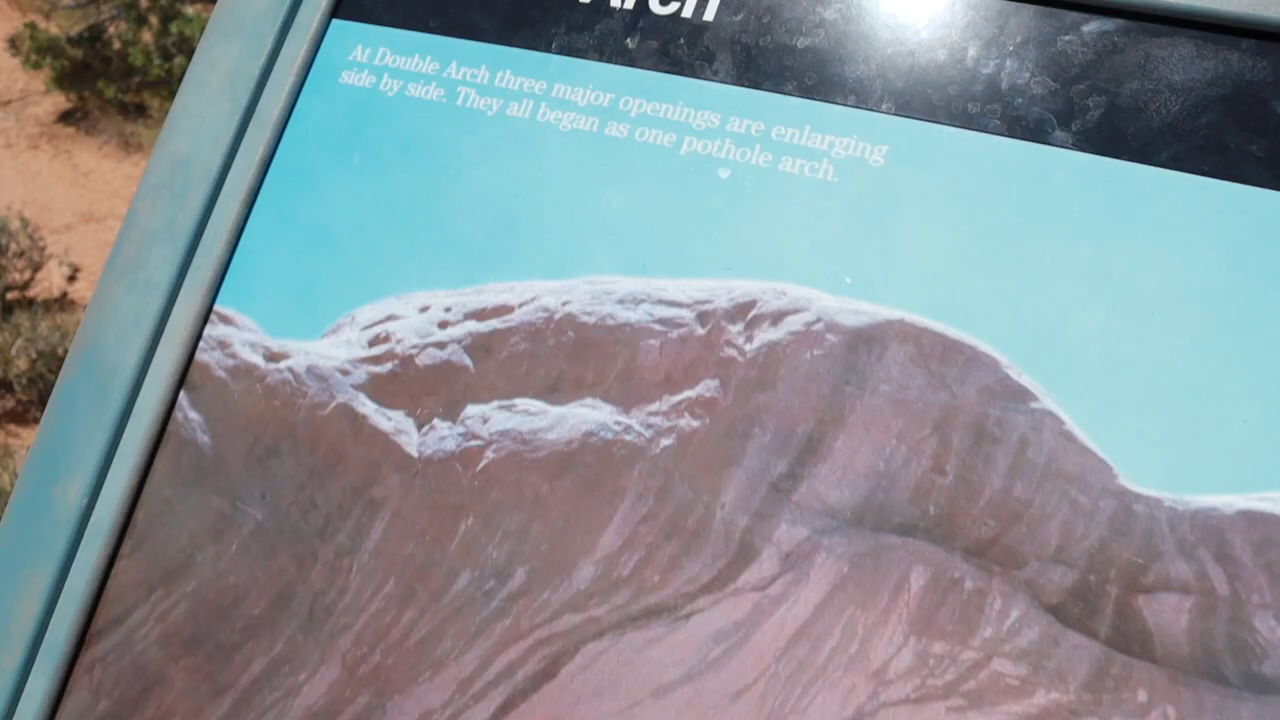 Arch
At Double Arch three major openings are enlarging
side by side. They all began as one pothole arch.